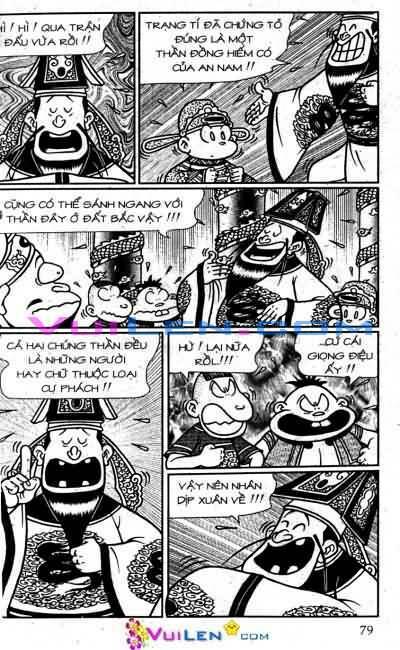 Ì ! HÌ ! QUA TRẬN
ĐẤU VỪA RỒI !!
TRẠNG TÍ ĐÃ CHỨNG TỎ
ĐÚNG LÀ MỘT
THẦN ĐỒNG HIẾM CÓ
CỦA AN NAM !
CŨNG CÓ THỂ SÁNH NGANG VỚI
THẦN ĐÂY Ở ĐẤT BẮC VẬY !!!
VUILEN.COM
CẢ HAI CHÚNG THẦN ĐỀU
LÀ NHỮNG NGƯỜI
HAY CHỮ THUỘC LOẠI
CỰ PHÁCH !!
HỪ ! LẠI NỮA
RỒI...!!!
...CỨ CÁI
GIỌNG ĐIỆU
ẤY !!
VẬY NÊN NHÂN
DỊP XUÂN VỀ !!!
79
VUILEN.COM